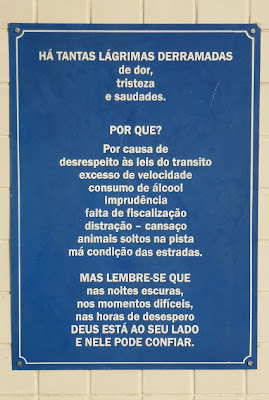 HÁ TANTAS LÁGRIMAS DERRAMADAS
de dor,
tristeza
e saudades.
POR QUE?
Por causa de
desrespeito às leis do transito
excesso de velocidade
consumo de álcool
imprudência
falta de fiscalização
distração – cansaço
animais soltos na pista
má condição das estradas.
MAS LEMBRE-SE QUE
nas noites escuras,
nos momentos difíceis,
nas horas de desespero
DEUS ESTÁ AO SEU LADO
E NELE PODE CONFIAR.